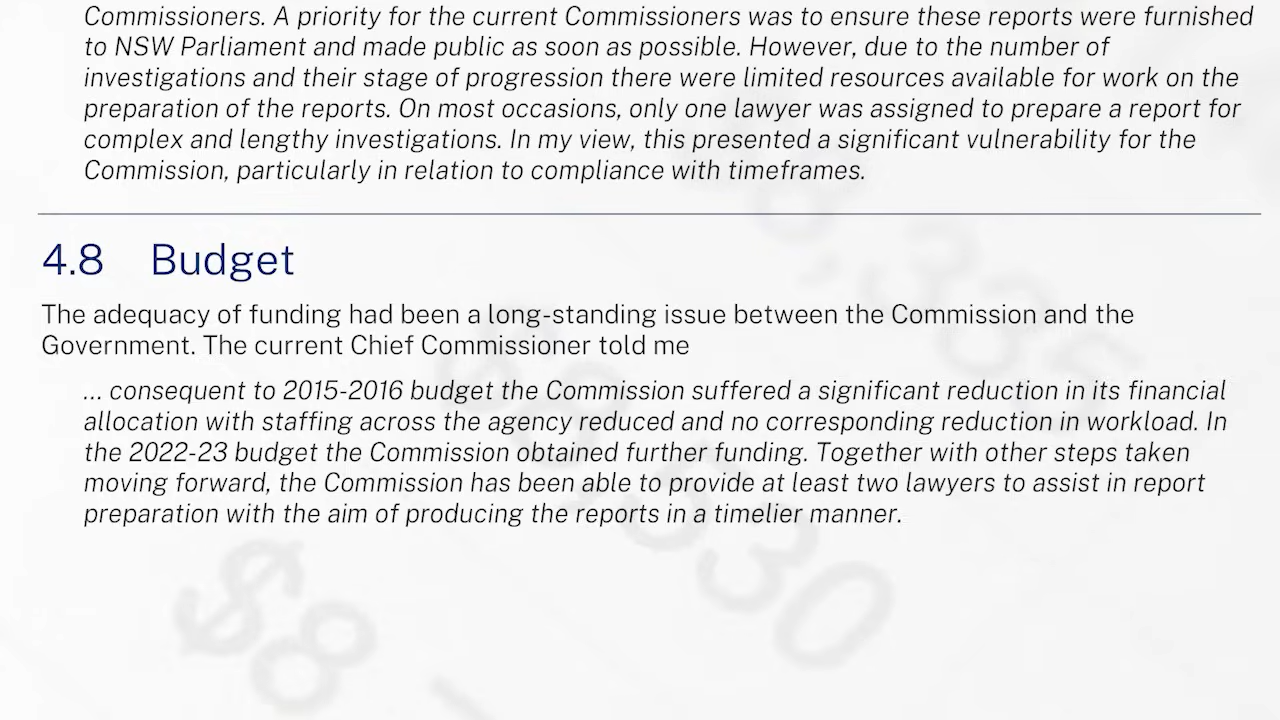 Commissioners. A priority for the current Commissioners was to ensure these reports were furnished
to NSW Parliament and made public as soon as possible. However, due to the number of
investigations and their stage of progression there were limited resources available for work on the
preparation of the reports. On most occasions, only one lawyer was assigned to prepare a report for
complex and lengthy investigations. In my view, this presented a significant vulnerability for the
Commission, particularly in relation to compliance with timeframes.
4.8 Budget
The adequacy of funding had been a long-standing issue between the Commission and the
Government. The current Chief Commissioner told me
... consequent to 2015-2016 budget the Commission suffered a significant reduction in its financial
allocation with staffing across the agency reduced and no corresponding reduction in workload. In
the 2022-23 budget the Commission obtained further funding. Together with other steps taken
moving forward, the Commission has been able to provide at least two lawyers to assist in report
preparation with the aim of producing the reports in a timelier manner.